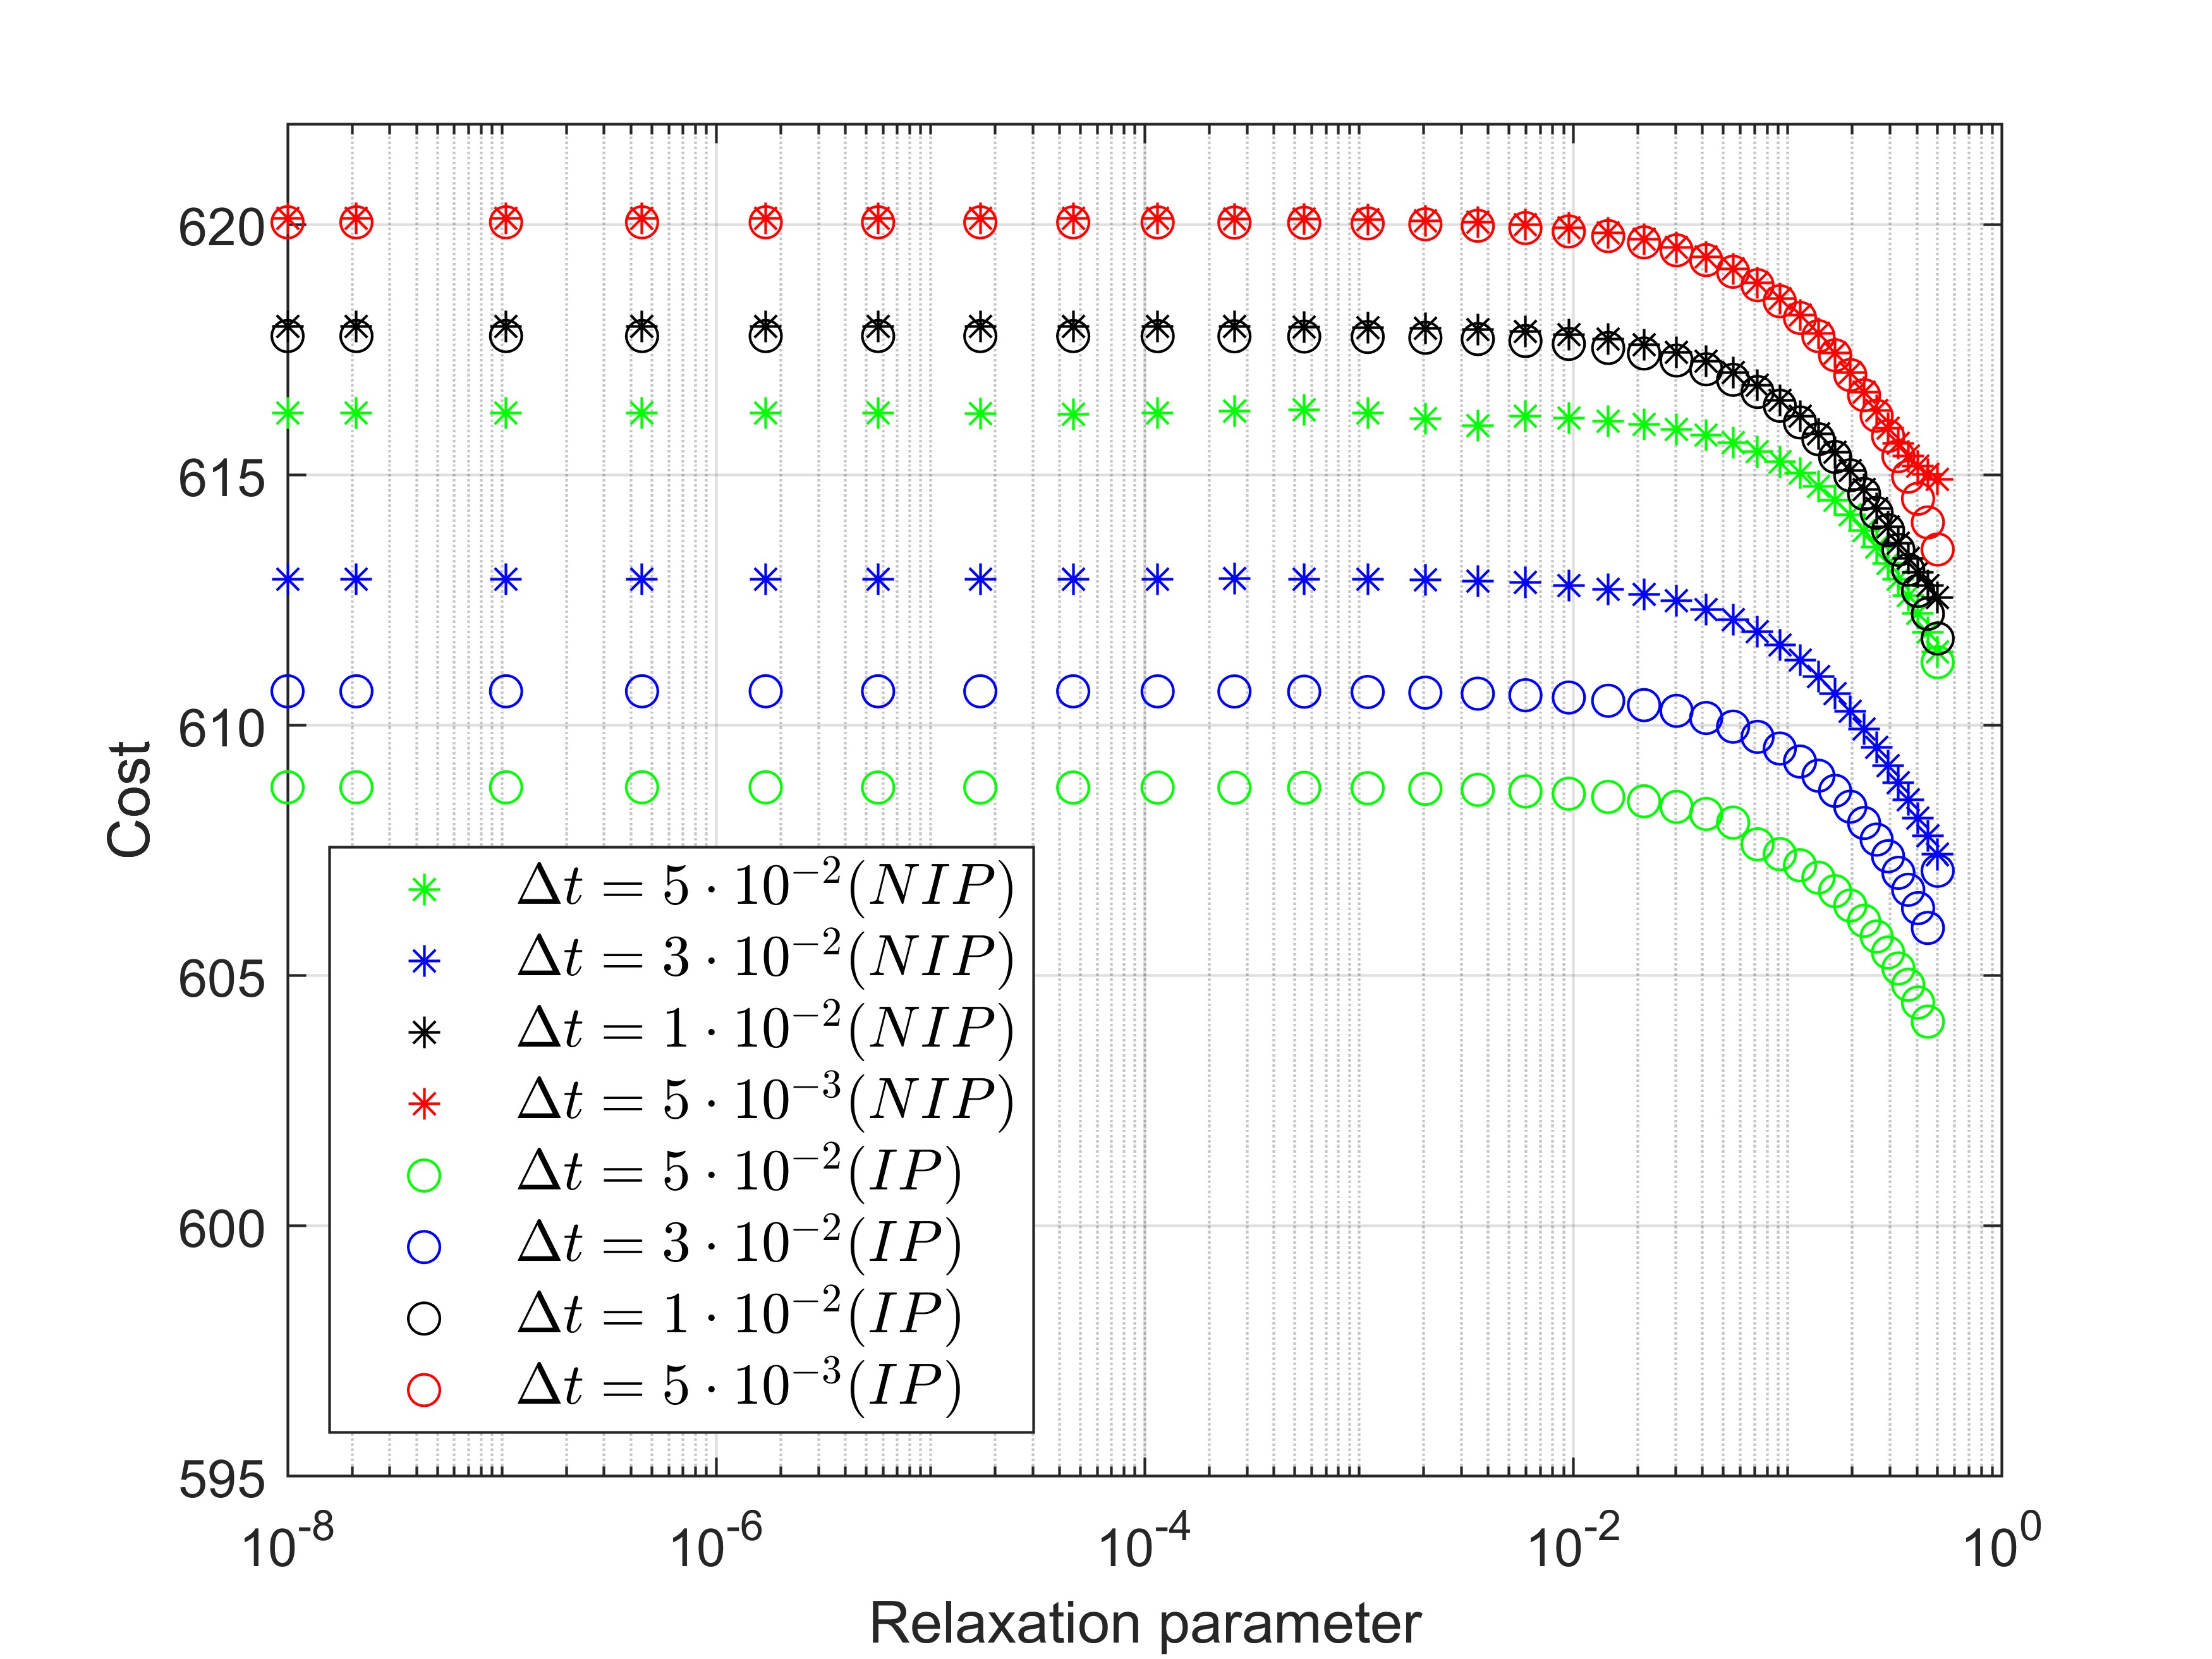 620
615
610
605
600
595
Cost
Δt = 5 · 10⁻²(NIP)
Δt = 3 · 10⁻²(NIP)
Δt = 1 · 10⁻²(NIP)
Δt = 5 · 10⁻³(NIP)
Δt = 5 · 10⁻²(IP)
Δt = 3 · 10⁻²(IP)
Δt = 1 · 10⁻²(IP)
Δt = 5 · 10⁻³(IP)
10⁻⁸ 10⁻⁶ 10⁻⁴ 10⁻² 10⁰
Relaxation parameter